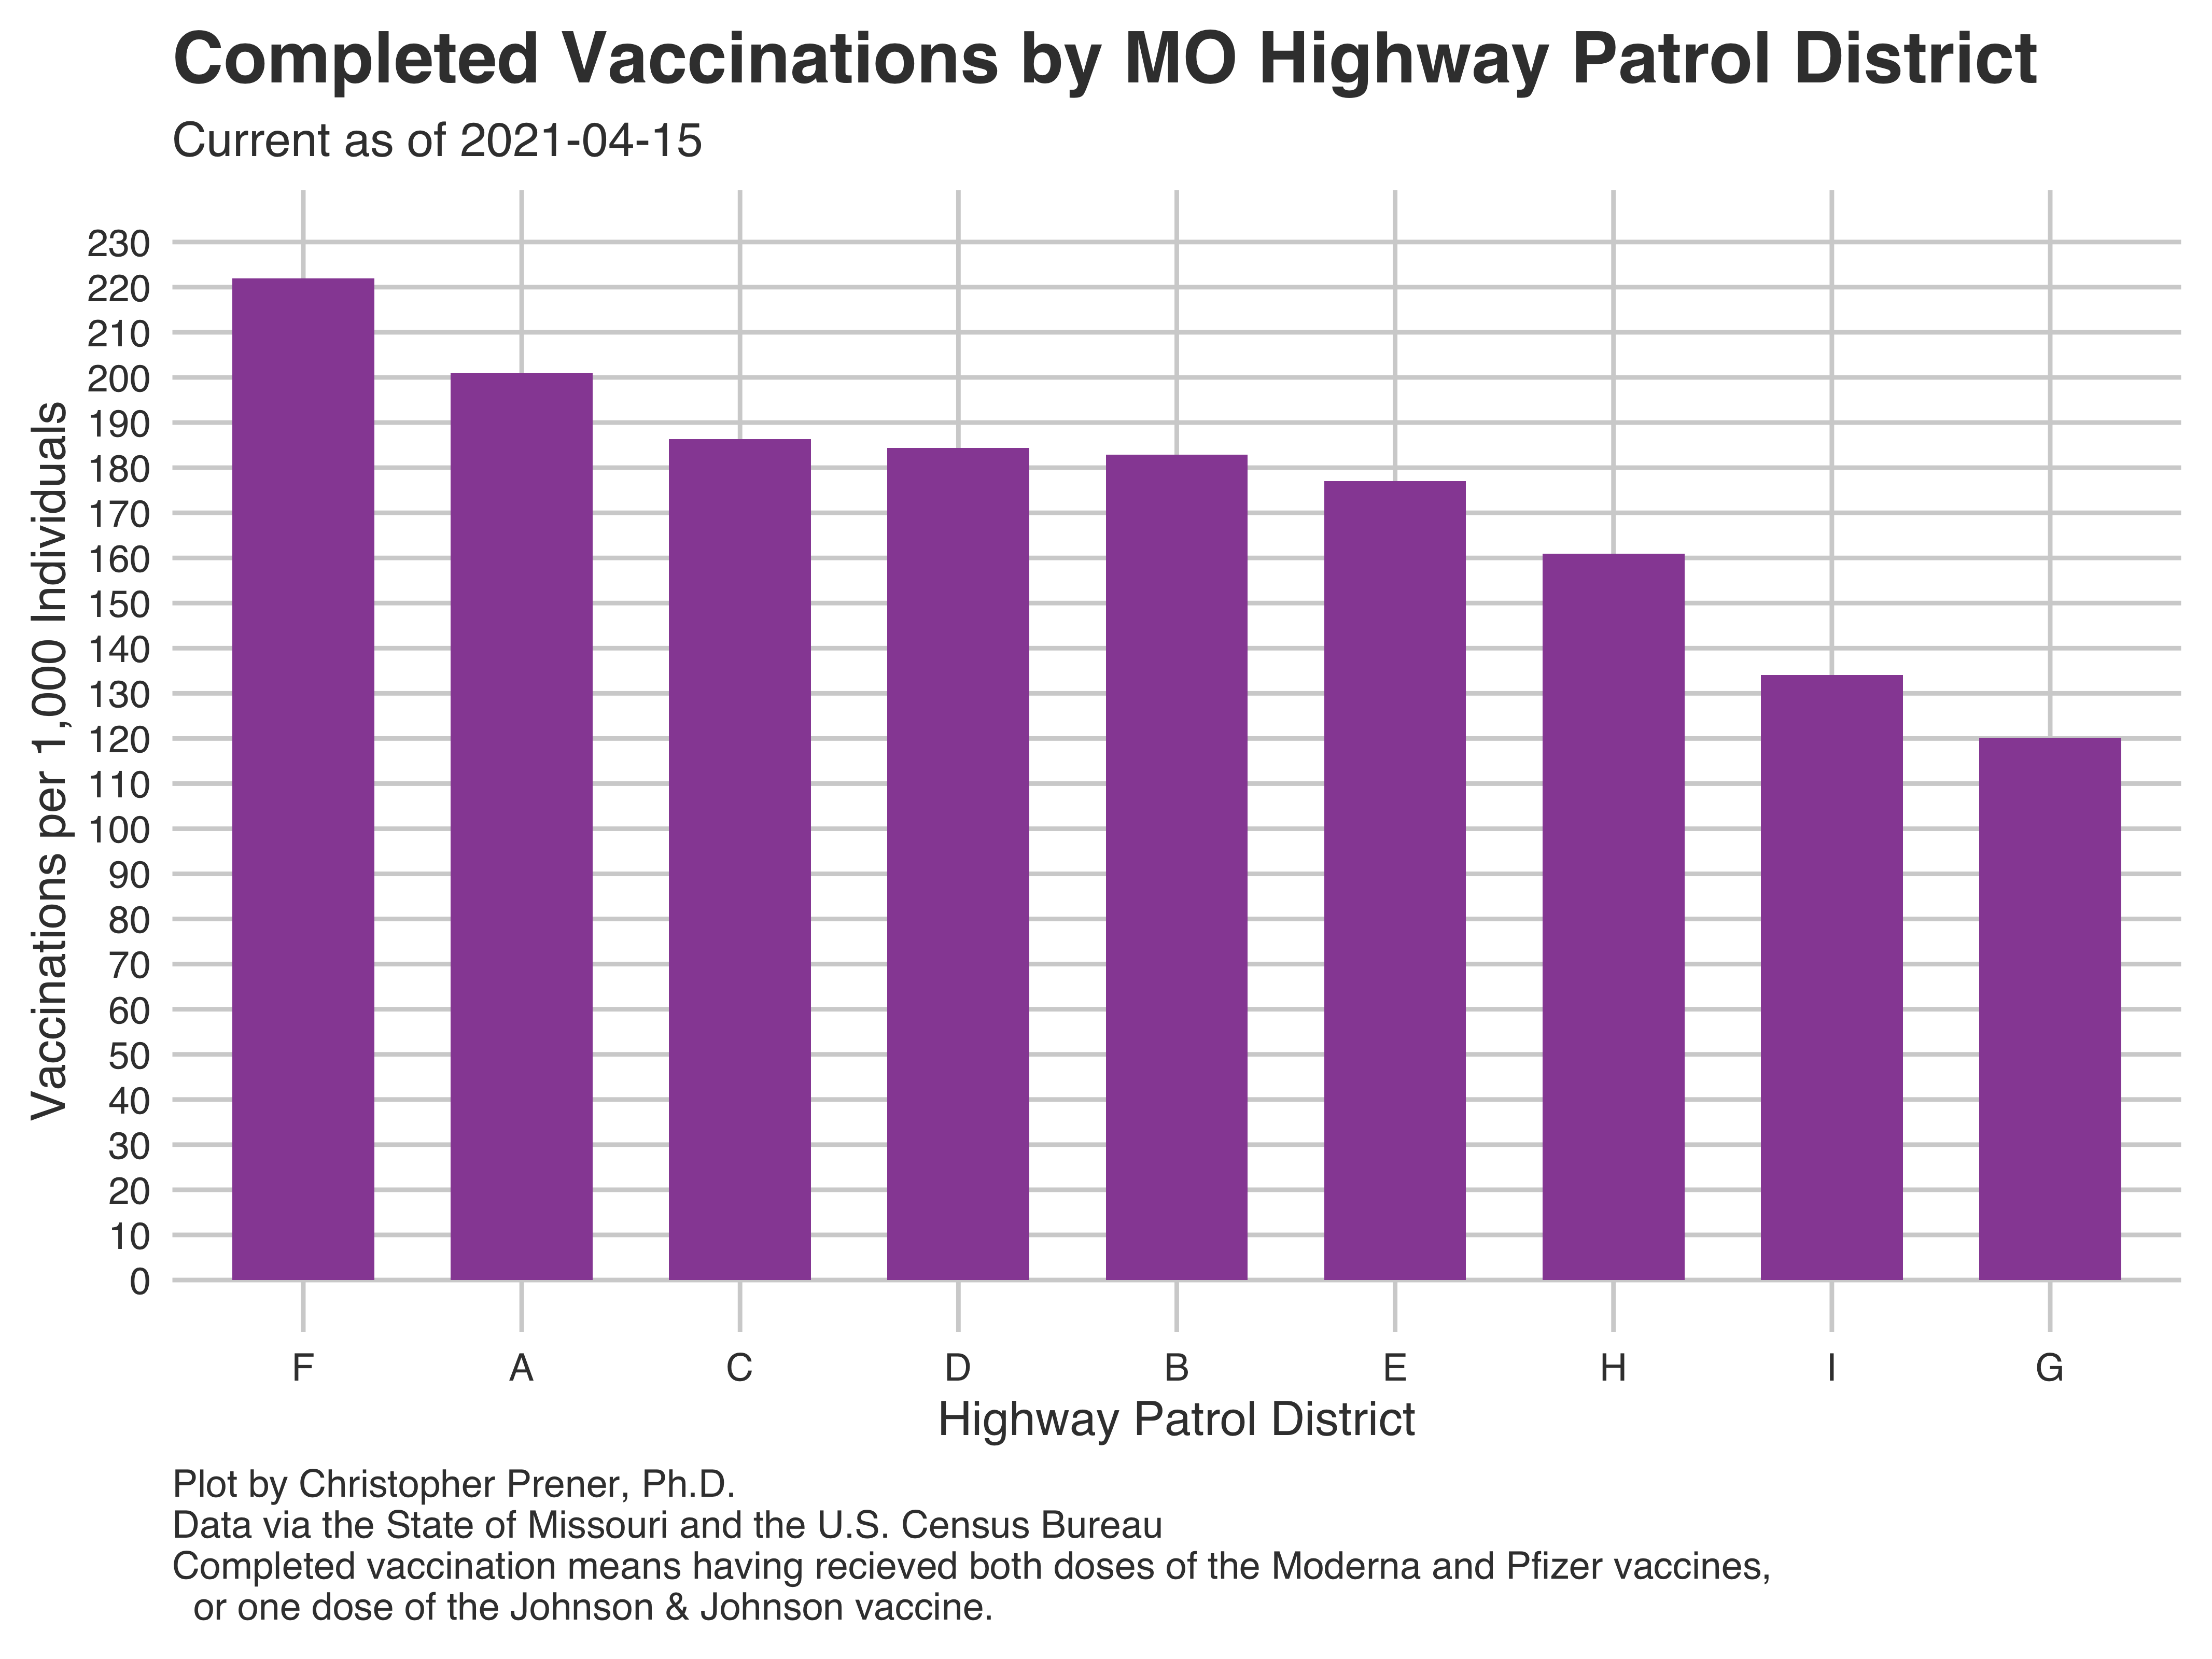 Completed Vaccinations by MO Highway Patrol District
Current as of 2021-04-15
Vaccinations per 1,000 Individuals
230
220
210
200
190
180
170
160
150
140
130
120
110
100
90
80
70
60
50
40
30
20
10
0
F A C D B E H I G
Highway Patrol District
Plot by Christopher Prener, Ph.D.
Data via the State of Missouri and the U.S. Census Bureau
Completed vaccination means having recieved both doses of the Moderna and Pfizer vaccines,
or one dose of the Johnson & Johnson vaccine.